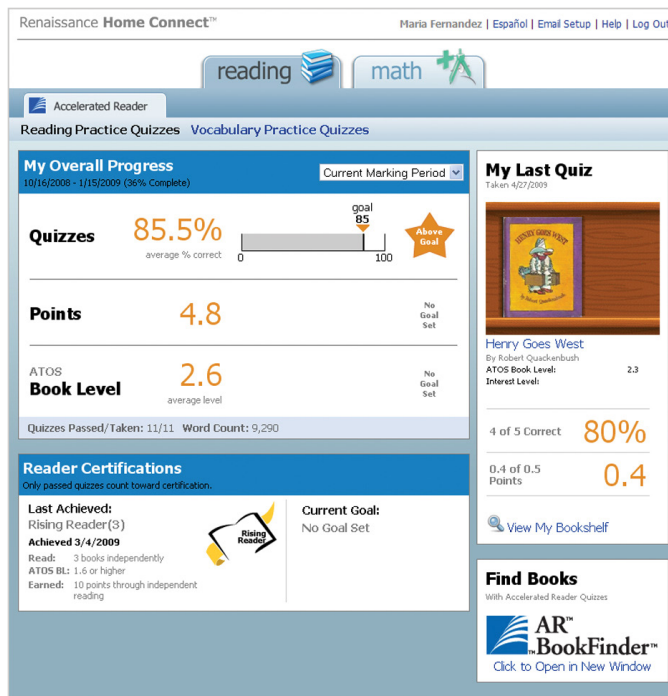 Renaissance Home Connect™
Maria Fernandez | Español | Email Setup | Help | Log Out
reading
math
Accelerated Reader
Reading Practice Quizzes Vocabulary Practice Quizzes
My Overall Progress
10/16/2008 - 1/15/2009 (36% Complete)
Current Marking Period
Quizzes
85.5%
average % correct
goal
85
0
100
Above
Goal
Points
4.8
No
Goal
Set
ATOS
Book Level
2.6
average level
No
Goal
Set
Quizzes Passed/Taken: 11/11 Word Count: 9,290
Reader Certifications
Only passed quizzes count toward certification.
Last Achieved:
Rising Reader(3)
Achieved 3/4/2009
Read: 3 books independently
ATOS BL: 1.6 or higher
Earned: 10 points through independent
reading
Rising
Reader
Current Goal:
No Goal Set
My Last Quiz
Taken 4/27/2009
HENRY GOES WEST
by Robert Quackenbush
Henry Goes West
By Robert Quackenbush
ATOS Book Level: 2.3
Interest Level:
4 of 5 Correct 80%
0.4 of 0.5
Points
0.4
View My Bookshelf
Find Books
With Accelerated Reader Quizzes
AR™
BookFinder™
Click to Open in New Window